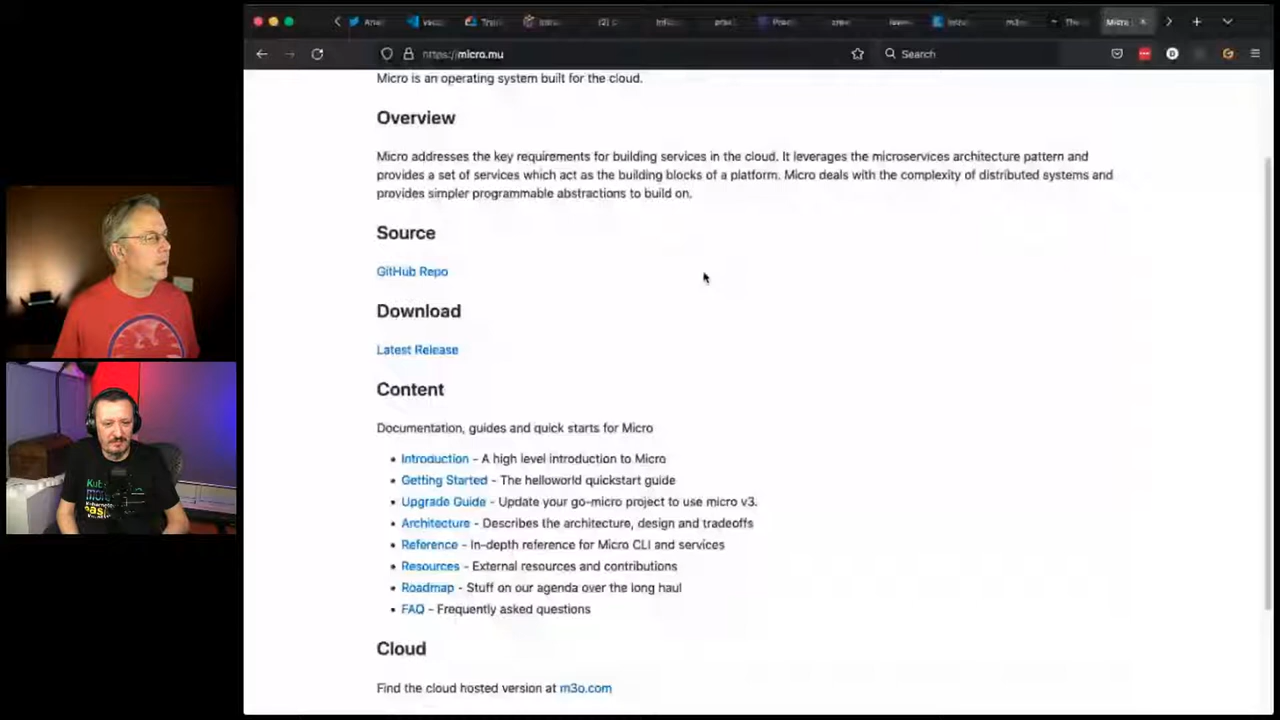 Micro
https://micro.mu
Search
Micro is an operating system built for the cloud.
Overview
Micro addresses the key requirements for building services in the cloud. It leverages the microservices architecture pattern and
provides a set of services which act as the building blocks of a platform. Micro deals with the complexity of distributed systems and
provides simpler programmable abstractions to build on.
Source
GitHub Repo
Download
Latest Release
Content
Documentation, guides and quick starts for Micro
• Introduction - A high level introduction to Micro
• Getting Started - The helloworld quickstart guide
• Upgrade Guide - Update your go-micro project to use micro v3.
• Architecture - Describes the architecture, design and tradeoffs
• Reference - In-depth reference for Micro CLI and services
• Resources - External resources and contributions
• Roadmap - Stuff on our agenda over the long haul
• FAQ - Frequently asked questions
Cloud
Find the cloud hosted version at m3o.com